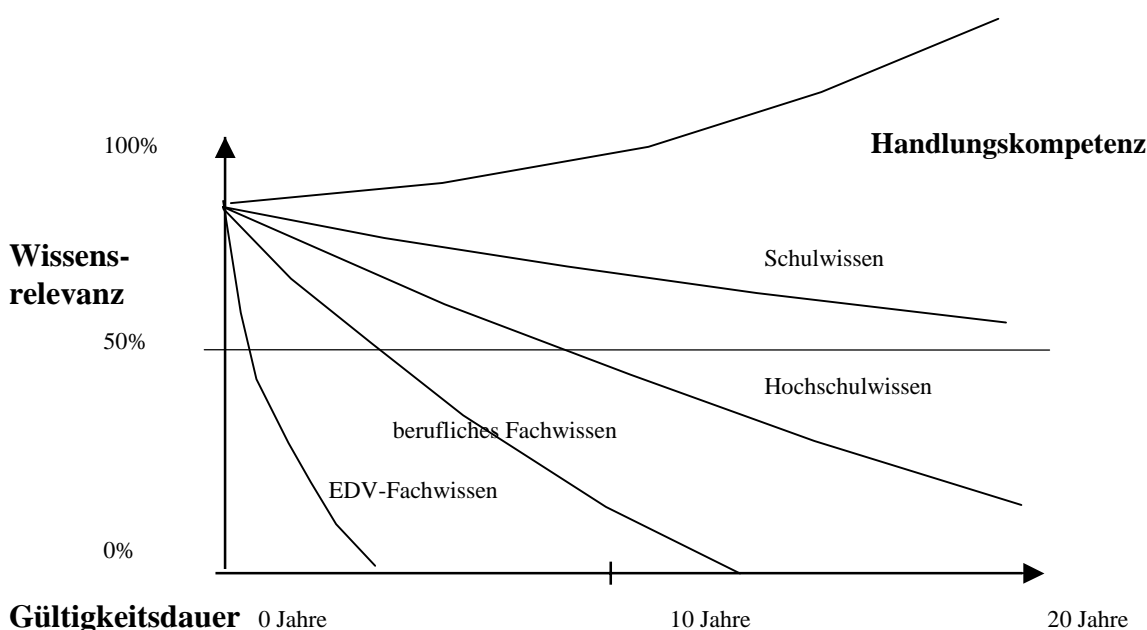 100%
Handlungskompetenz
Wissens-
relevanz
Schulwissen
50%
Hochschulwissen
berufliches Fachwissen
EDV-Fachwissen
0%
Gültigkeitsdauer 0 Jahre 10 Jahre 20 Jahre